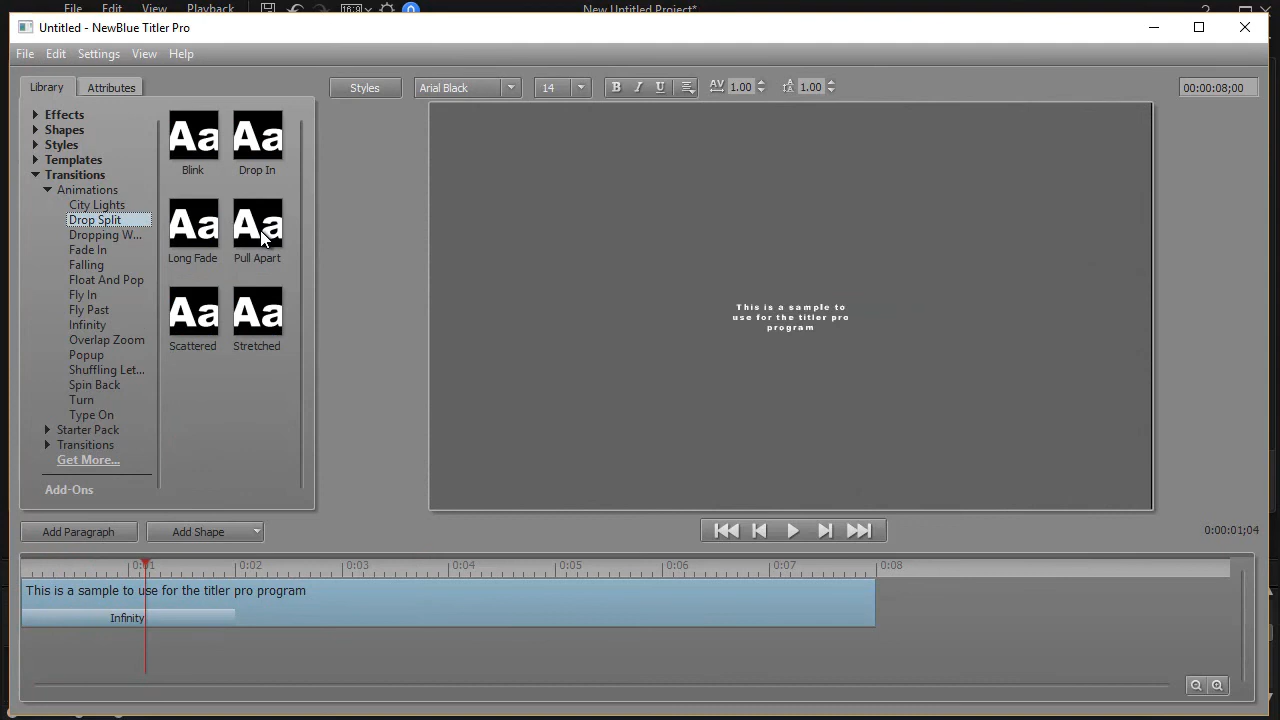 File Edit View Playback
16:9
New Untitled Project*
?
Untitled - NewBlue Titler Pro
File Edit Settings View Help
Library Attributes
Styles Arial Black 14 B I U AV 1.00 A 1.00 00:00:08;00
Effects
Shapes
Styles
Templates
Transitions
Animations
City Lights
Drop Split
Dropping W...
Fade In
Falling
Float And Pop
Fly In
Fly Past
Infinity
Overlap Zoom
Popup
Shuffling Let...
Spin Back
Turn
Type On
Starter Pack
Transitions
Get More...
Add-Ons
Aa Aa
Blink Drop In
Aa Aa
Long Fade Pull Apart
Aa Aa
Scattered Stretched
This is a sample to
use for the titler pro
program
Add Paragraph Add Shape
0:00:01;04
0:01 0:02 0:03 0:04 0:05 0:06 0:07 0:08
This is a sample to use for the titler pro program
Infinity